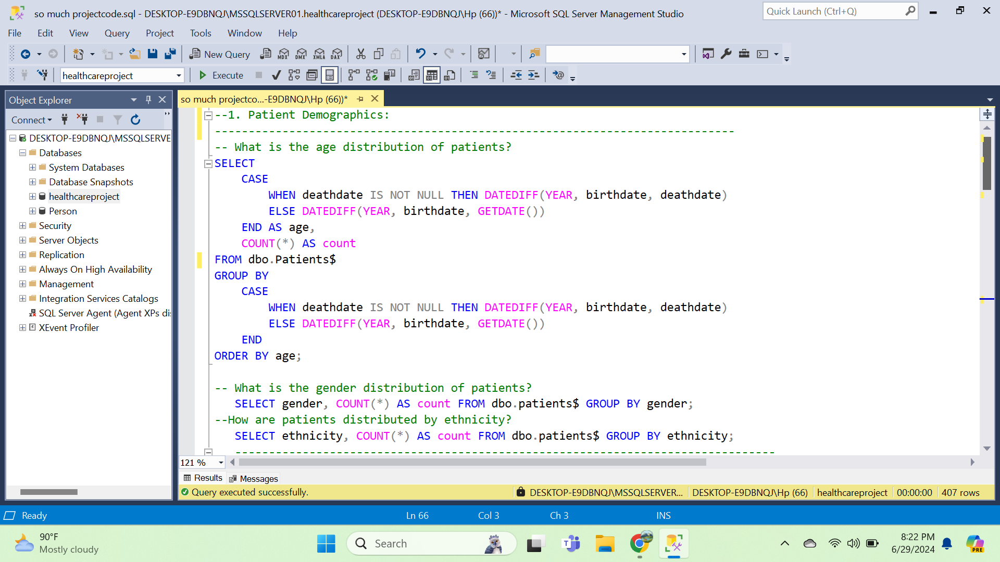 so much projectcode.sql - DESKTOP-E9DBNQJ\MSSQLSERVER01.healthcareproject (DESKTOP-E9DBNQJ\Hp (66))* - Microsoft SQL Server Management Studio
Quick Launch (Ctrl+Q)
File Edit View Query Project Tools Window Help
New Query
MDX DMX XMLA DAX
healthcareproject
Execute
Object Explorer
so much projectco...-E9DBNQJ\Hp (66))*
Connect
DESKTOP-E9DBNQJ\MSSQLSERVE
Databases
System Databases
Database Snapshots
healthcareproject
Person
Security
Server Objects
Replication
Always On High Availability
Management
Integration Services Catalogs
SQL Server Agent (Agent XPs di
XEvent Profiler
--1. Patient Demographics:
-----------------------------------------------------------------------------
-- What is the age distribution of patients?
SELECT
CASE
WHEN deathdate IS NOT NULL THEN DATEDIFF(YEAR, birthdate, deathdate)
ELSE DATEDIFF(YEAR, birthdate, GETDATE())
END AS age,
COUNT(*) AS count
FROM dbo.Patients$
GROUP BY
CASE
WHEN deathdate IS NOT NULL THEN DATEDIFF(YEAR, birthdate, deathdate)
ELSE DATEDIFF(YEAR, birthdate, GETDATE())
END
ORDER BY age;
-- What is the gender distribution of patients?
SELECT gender, COUNT(*) AS count FROM dbo.patients$ GROUP BY gender;
--How are patients distributed by ethnicity?
SELECT ethnicity, COUNT(*) AS count FROM dbo.patients$ GROUP BY ethnicity;
--------------------------------------------------------------------------------
121 %
Results Messages
Query executed successfully.
DESKTOP-E9DBNQJ\MSSQLSERVER... DESKTOP-E9DBNQJ\Hp (66) healthcareproject 00:00:00 407 rows
Ready Ln 66 Col 3 Ch 3 INS
90°F
Mostly cloudy
Search
8:22 PM
6/29/2024
PRE